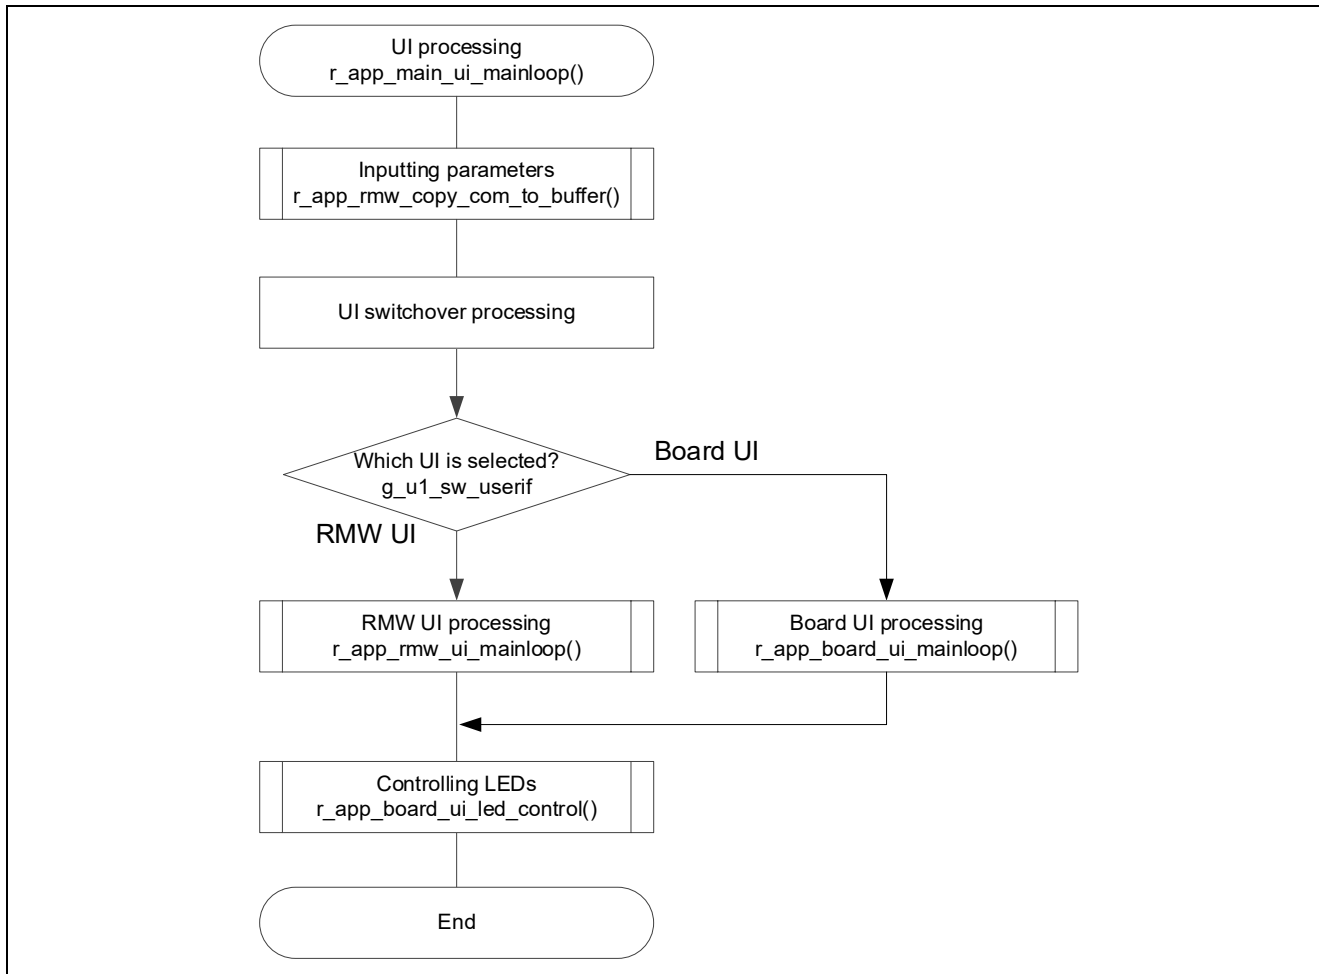 UI processing
r_app_main_ui_mainloop()
Inputting parameters
r_app_rmw_copy_com_to_buffer()
UI switchover processing
Which UI is selected?
g_u1_sw_userif
Board UI
RMW UI
RMW UI processing
r_app_rmw_ui_mainloop()
Board UI processing
r_app_board_ui_mainloop()
Controlling LEDs
r_app_board_ui_led_control()
End